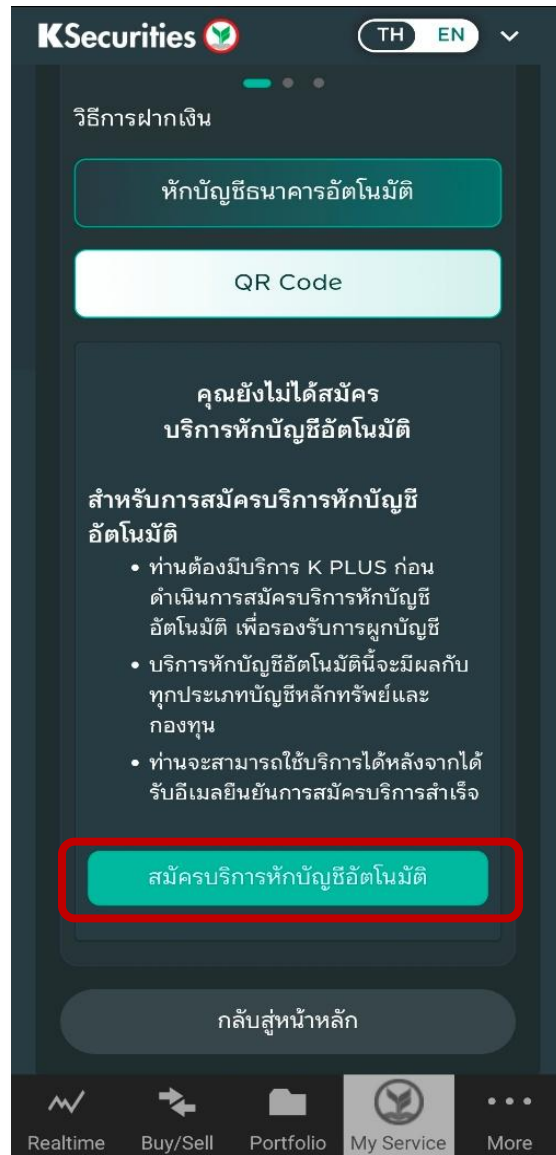 KSecurities
TH EN
วิธีการฝากเงิน
หักบัญชีธนาคารอัตโนมัติ
QR Code
คุณยังไม่ได้สมัคร
บริการหักบัญชีอัตโนมัติ
สำหรับการสมัครบริการหักบัญชี
อัตโนมัติ
• ท่านต้องมีบริการ K PLUS ก่อน
ดำเนินการสมัครบริการหักบัญชี
อัตโนมัติ เพื่อรองรับการผูกบัญชี
• บริการหักบัญชีอัตโนมัตินี้จะมีผลกับ
ทุกประเภทบัญชีหลักทรัพย์และ
กองทุน
• ท่านจะสามารถใช้บริการได้หลังจากได้
รับอีเมลยืนยันการสมัครบริการสำเร็จ
สมัครบริการหักบัญชีอัตโนมัติ
กลับสู่หน้าหลัก
Realtime Buy/Sell Portfolio My Service More